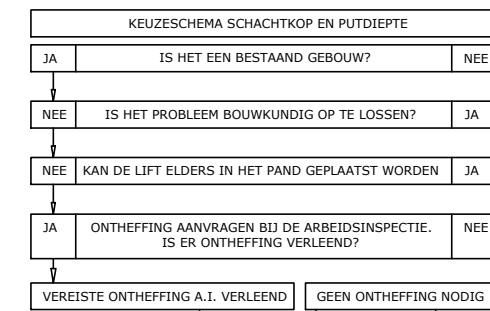 KEUZESCHEMA SCHACHTKOP EN PUTDIEPTE
JA IS HET EEN BESTAAND GEBOUW? NEE
NEE IS HET PROBLEEM BOUWKUNDIG OP TE LOSSEN? JA
NEE KAN DE LIFT ELDERS IN HET PAND GEPLAATST WORDEN JA
JA ONTHEFFING AANVRAGEN BIJ DE ARBEIDSINSPECTIE. NEE
IS ER ONTHEFFING VERLEEND?
VEREISTE ONTHEFFING A.I. VERLEEND GEEN ONTHEFFING NODIG